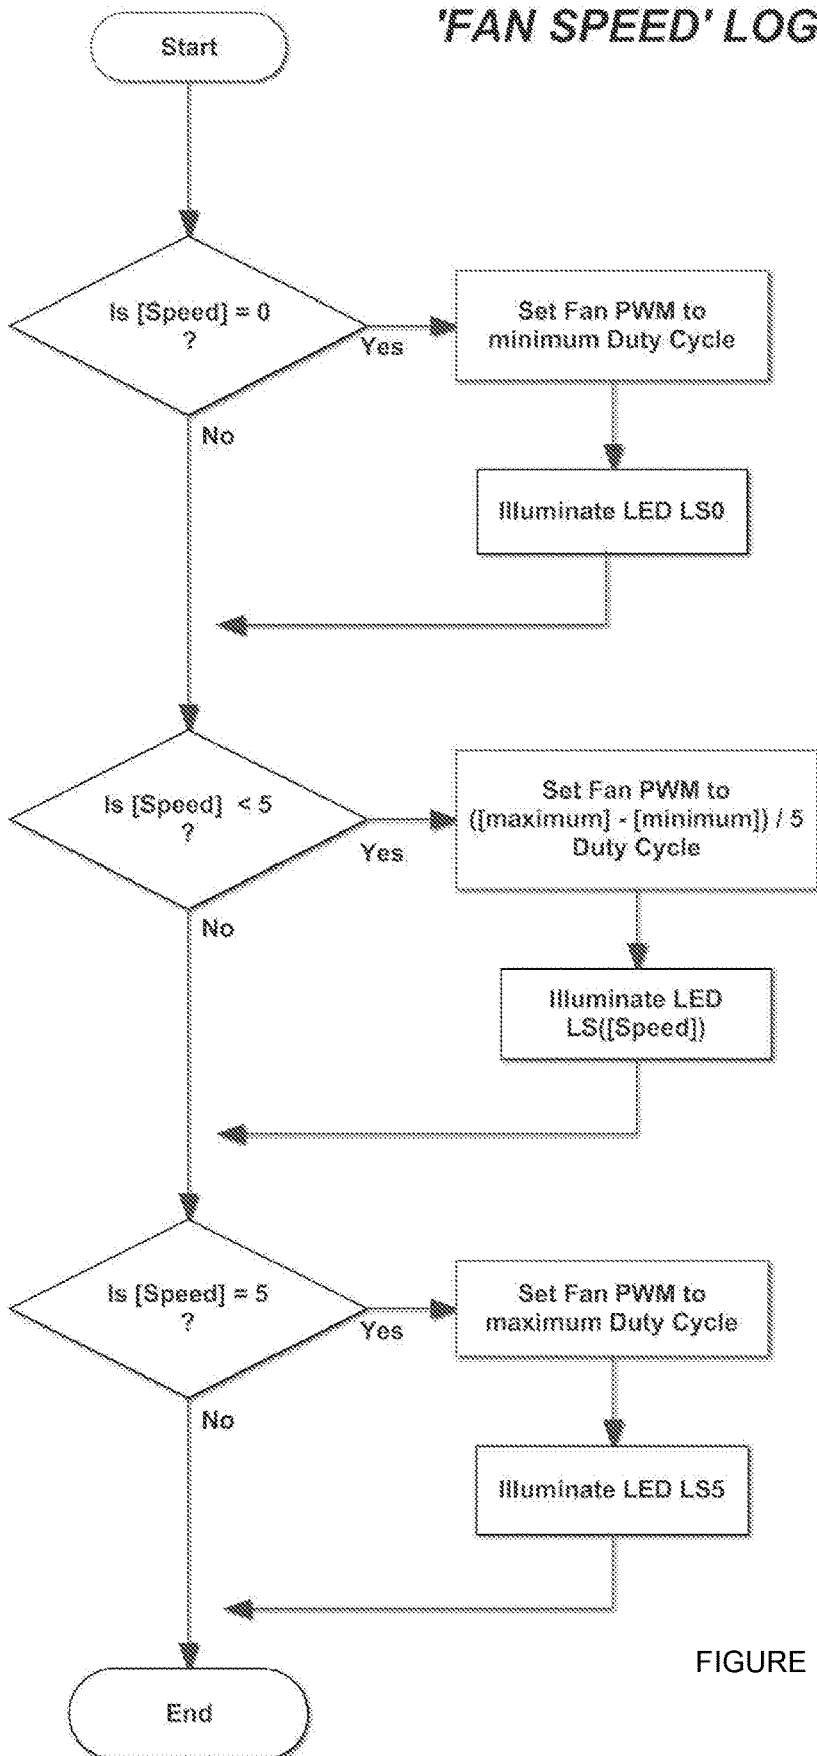 'FAN SPEED' LOG
Start
Is [Speed] = 0
?
Yes
No
Set Fan PWM to
minimum Duty Cycle
Illuminate LED LS0
Is [Speed] < 5
?
Yes
No
Set Fan PWM to
([maximum] - [minimum]) / 5
Duty Cycle
Illuminate LED
LS([Speed])
Is [Speed] = 5
?
Yes
No
Set Fan PWM to
maximum Duty Cycle
Illuminate LED LS5
End
FIGURE